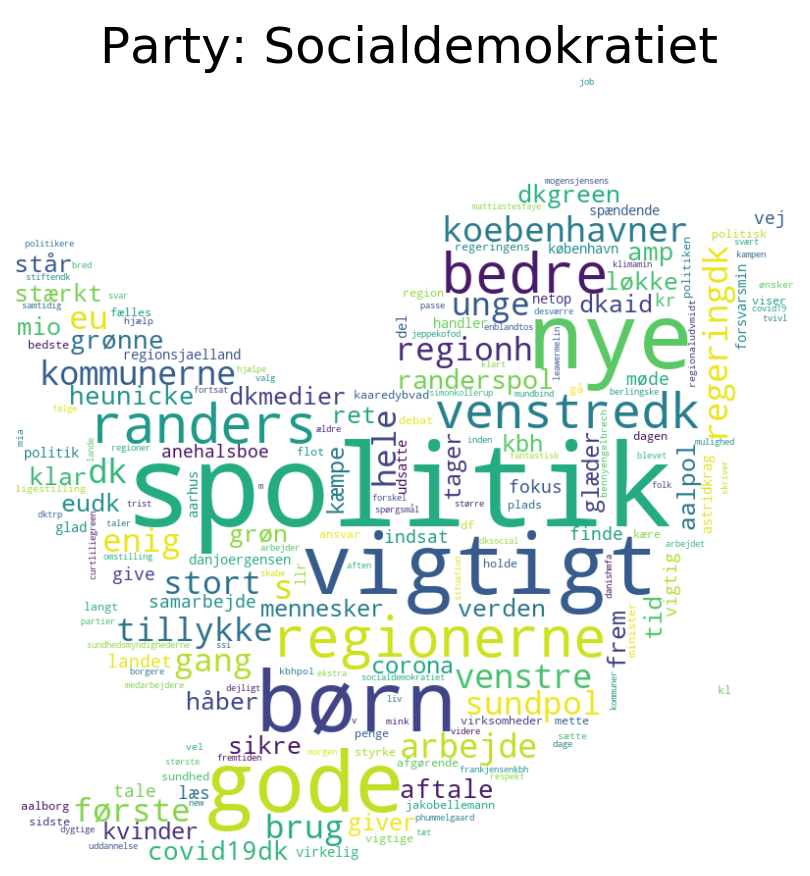 Party: Socialdemokratiet
job
mogensjensens
dkgreen
mattiastesfaye
spændende
vej
koebenhavner
politisk
politikere
regeringens
københavn
amp
svært
står
bred
bedre
klimamin
politiken
kampen
stiftendk
løkke
regeringdk
forsvarsmin
viser
ønsker
stærkt
svar
region
unge
netop
dkaid
kr
covid19
samtidig
eu
fælles
passe
desværre
nye
tvivl
mio
hjælp
del
handler
enblandtos
regionaludvmidt
grønne
jeppekofod
bedste
regionsjaelland
regionh
klart
leawermelin
kommunerne
hjælpe
valg
randerspol
møde
heunicke
fortsat
dkmedier
kaaredybvad
simonkollerup
mundbind
berlingske
følge
ret
debat
venstredk
randers
ældre
hele
bennyengelbrech
mia
anehalsboe
kbh
dagen
mulighed
politik
lande
regioner
flot
inden
glæder
blevet
klar
dk
spolitik
udsatte
tager
fantastisk
folk
aalpol
astridkrag
skriver
ligestilling
aarhus
m
forskel
kæmpe
fokus
eudk
trist
større
spørgsmål
plads
dktrp
glad
taler
grøn
ansvar
df
finde
kære
enig
arbejder
indsat
dksocial
arbejdet
curtliliegreen
omstilling
danjoergensen
aften
vigtigt
situation
holde
danishmfa
vigtig
give
stort
s
skabe
llr
langt
samarbejde
mennesker
verden
tid
partier
tillykke
regionerne
frem
minister
sundhedsmyndighederne
ssi
landet
gang
kbhpol
ekstra
corona
venstre
borgere
socialdemokratiet
medarbejdere
dejligt
kommuner
håber
børn
liv
sundpol
kl
v
mink
virksomheder
mette
vel
sikre
penge
videre
sætte
fremtiden
morgen
styrke
arbejde
dage
største
sundhed
afgørende
frankjensenkbh
tale
læs
gode
aftale
respekt
aalborg
første
new
jakobellemann
sidste
phummelgaard
dygtige
kvinder
brug
giver
vigtige
tæt
uddannelse
covid19dk
virkelig